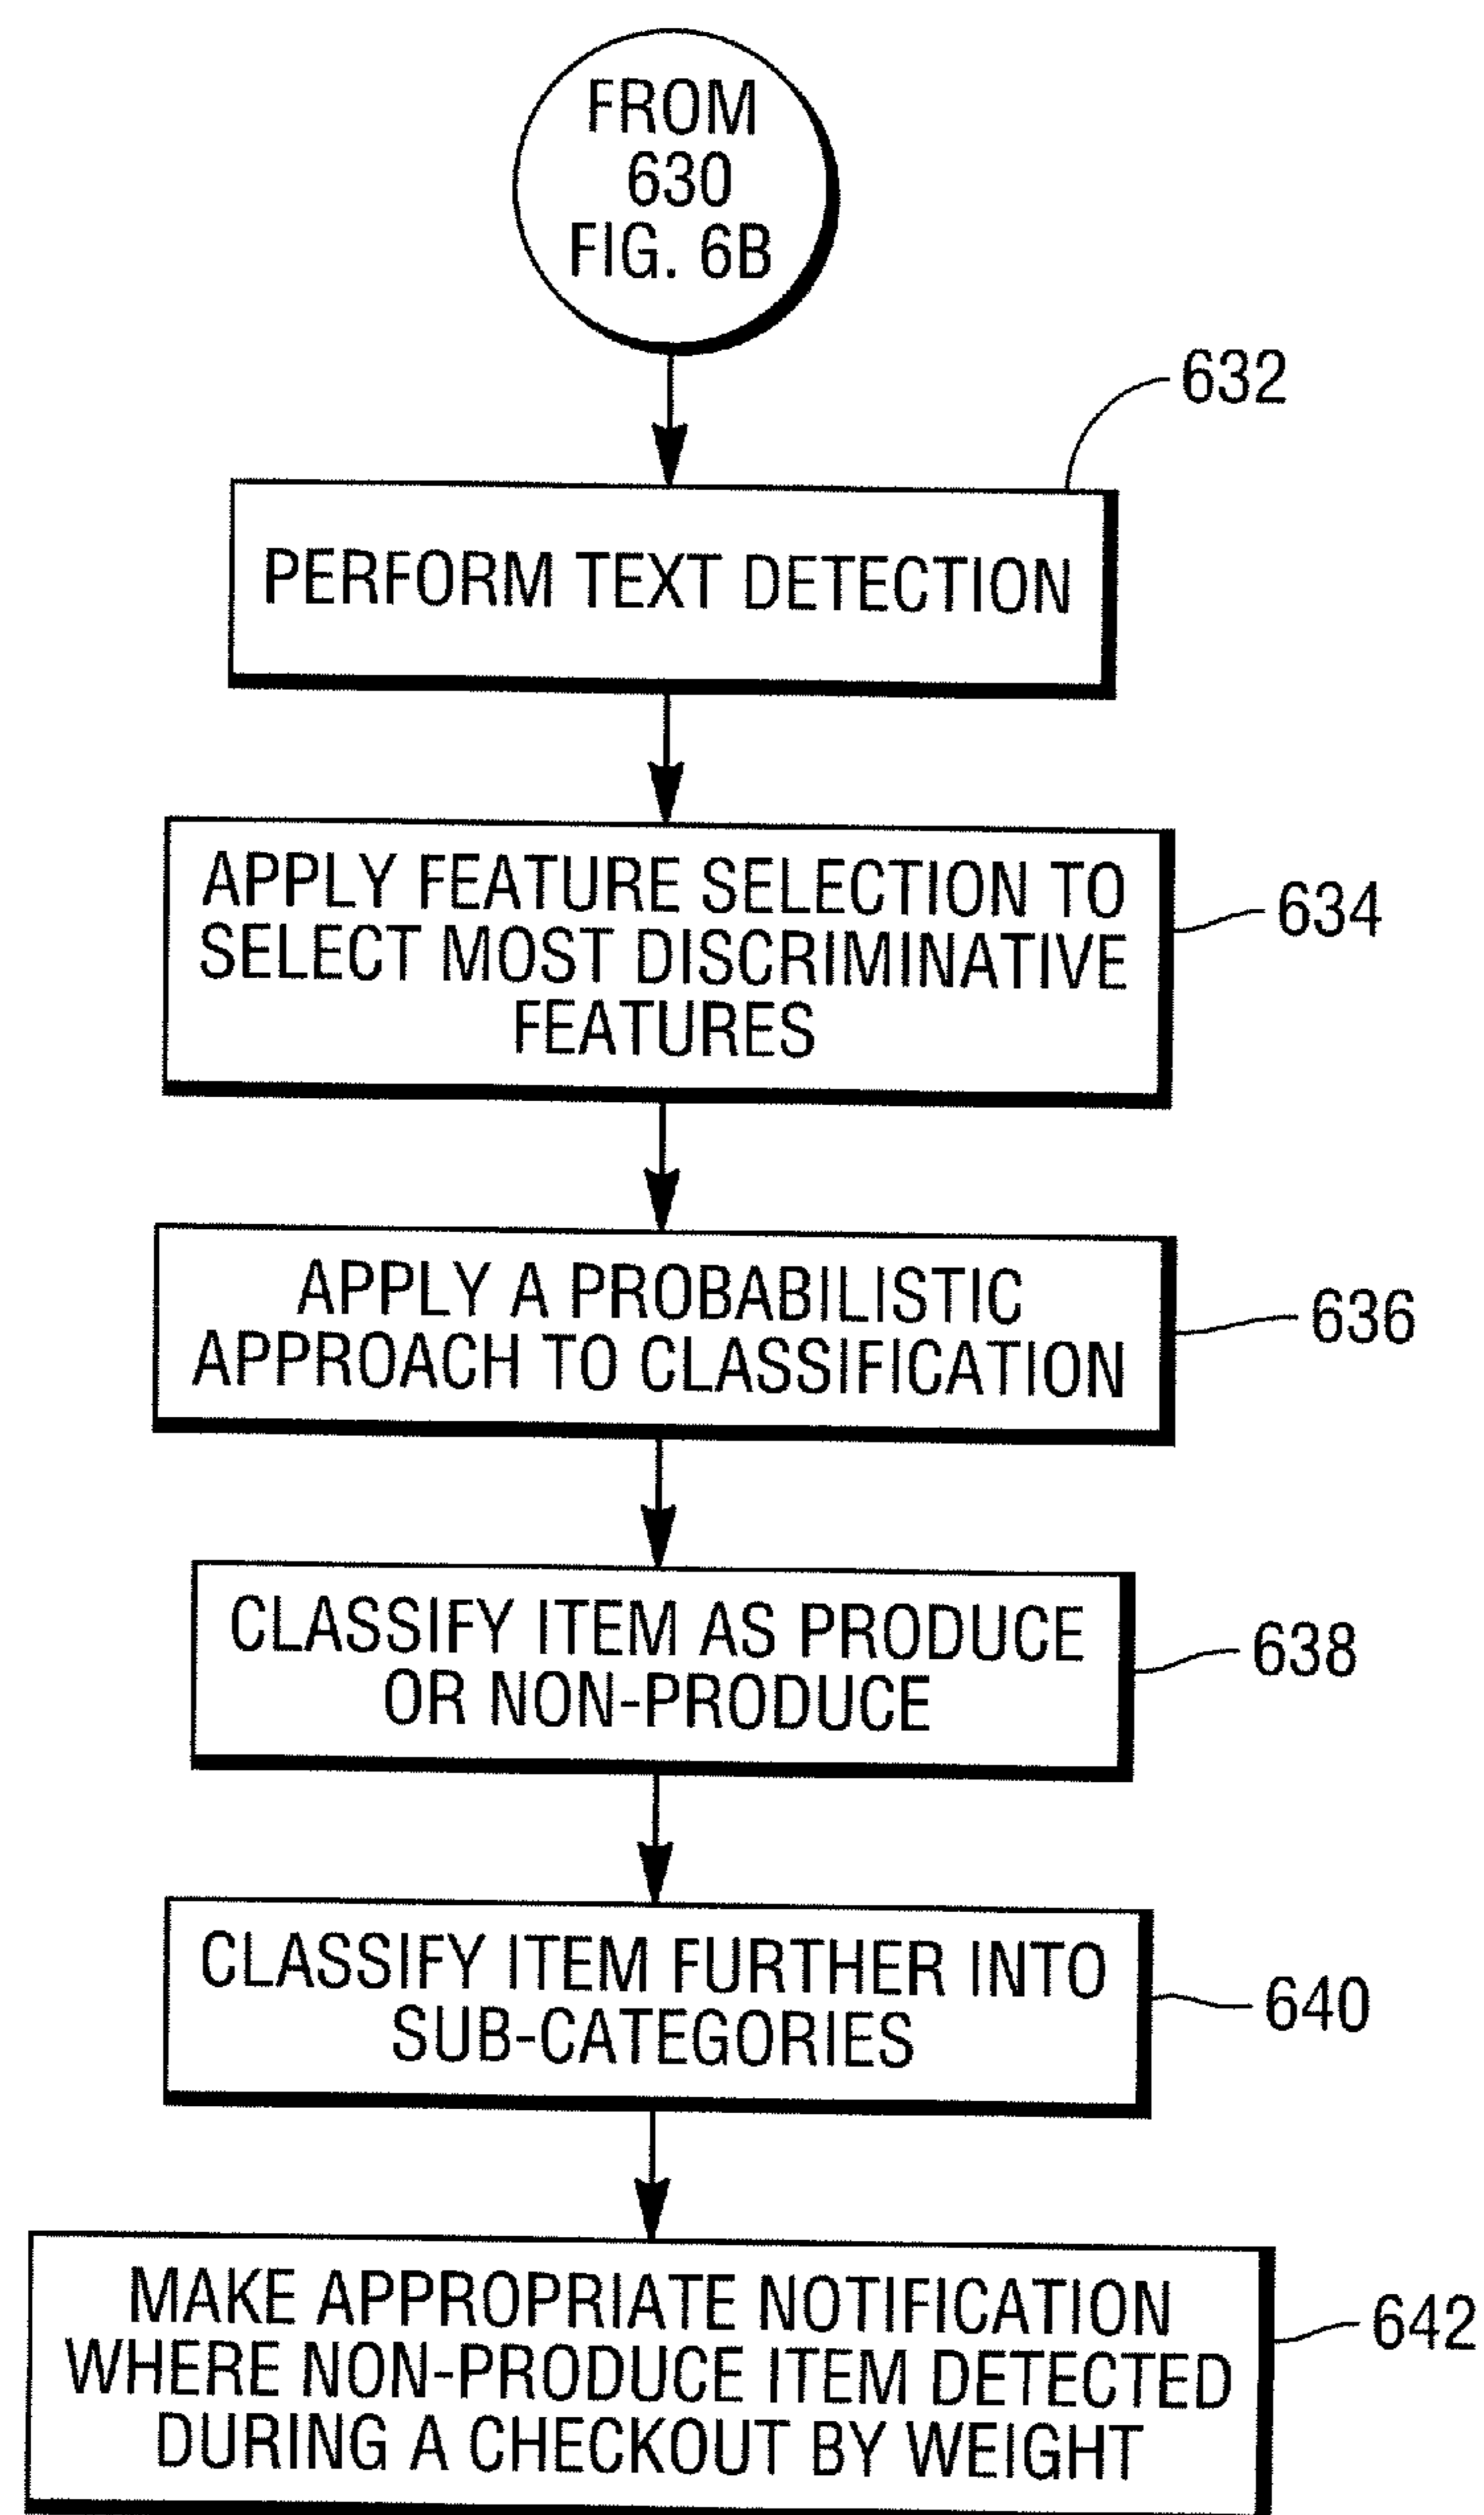 FROM
630
FIG. 6B
632
PERFORM TEXT DETECTION
APPLY FEATURE SELECTION TO
SELECT MOST DISCRIMINATIVE
FEATURES
634
APPLY A PROBABILISTIC
APPROACH TO CLASSIFICATION
636
CLASSIFY ITEM AS PRODUCE
OR NON-PRODUCE
638
CLASSIFY ITEM FURTHER INTO
SUB-CATEGORIES
640
MAKE APPROPRIATE NOTIFICATION
WHERE NON-PRODUCE ITEM DETECTED
DURING A CHECKOUT BY WEIGHT
642